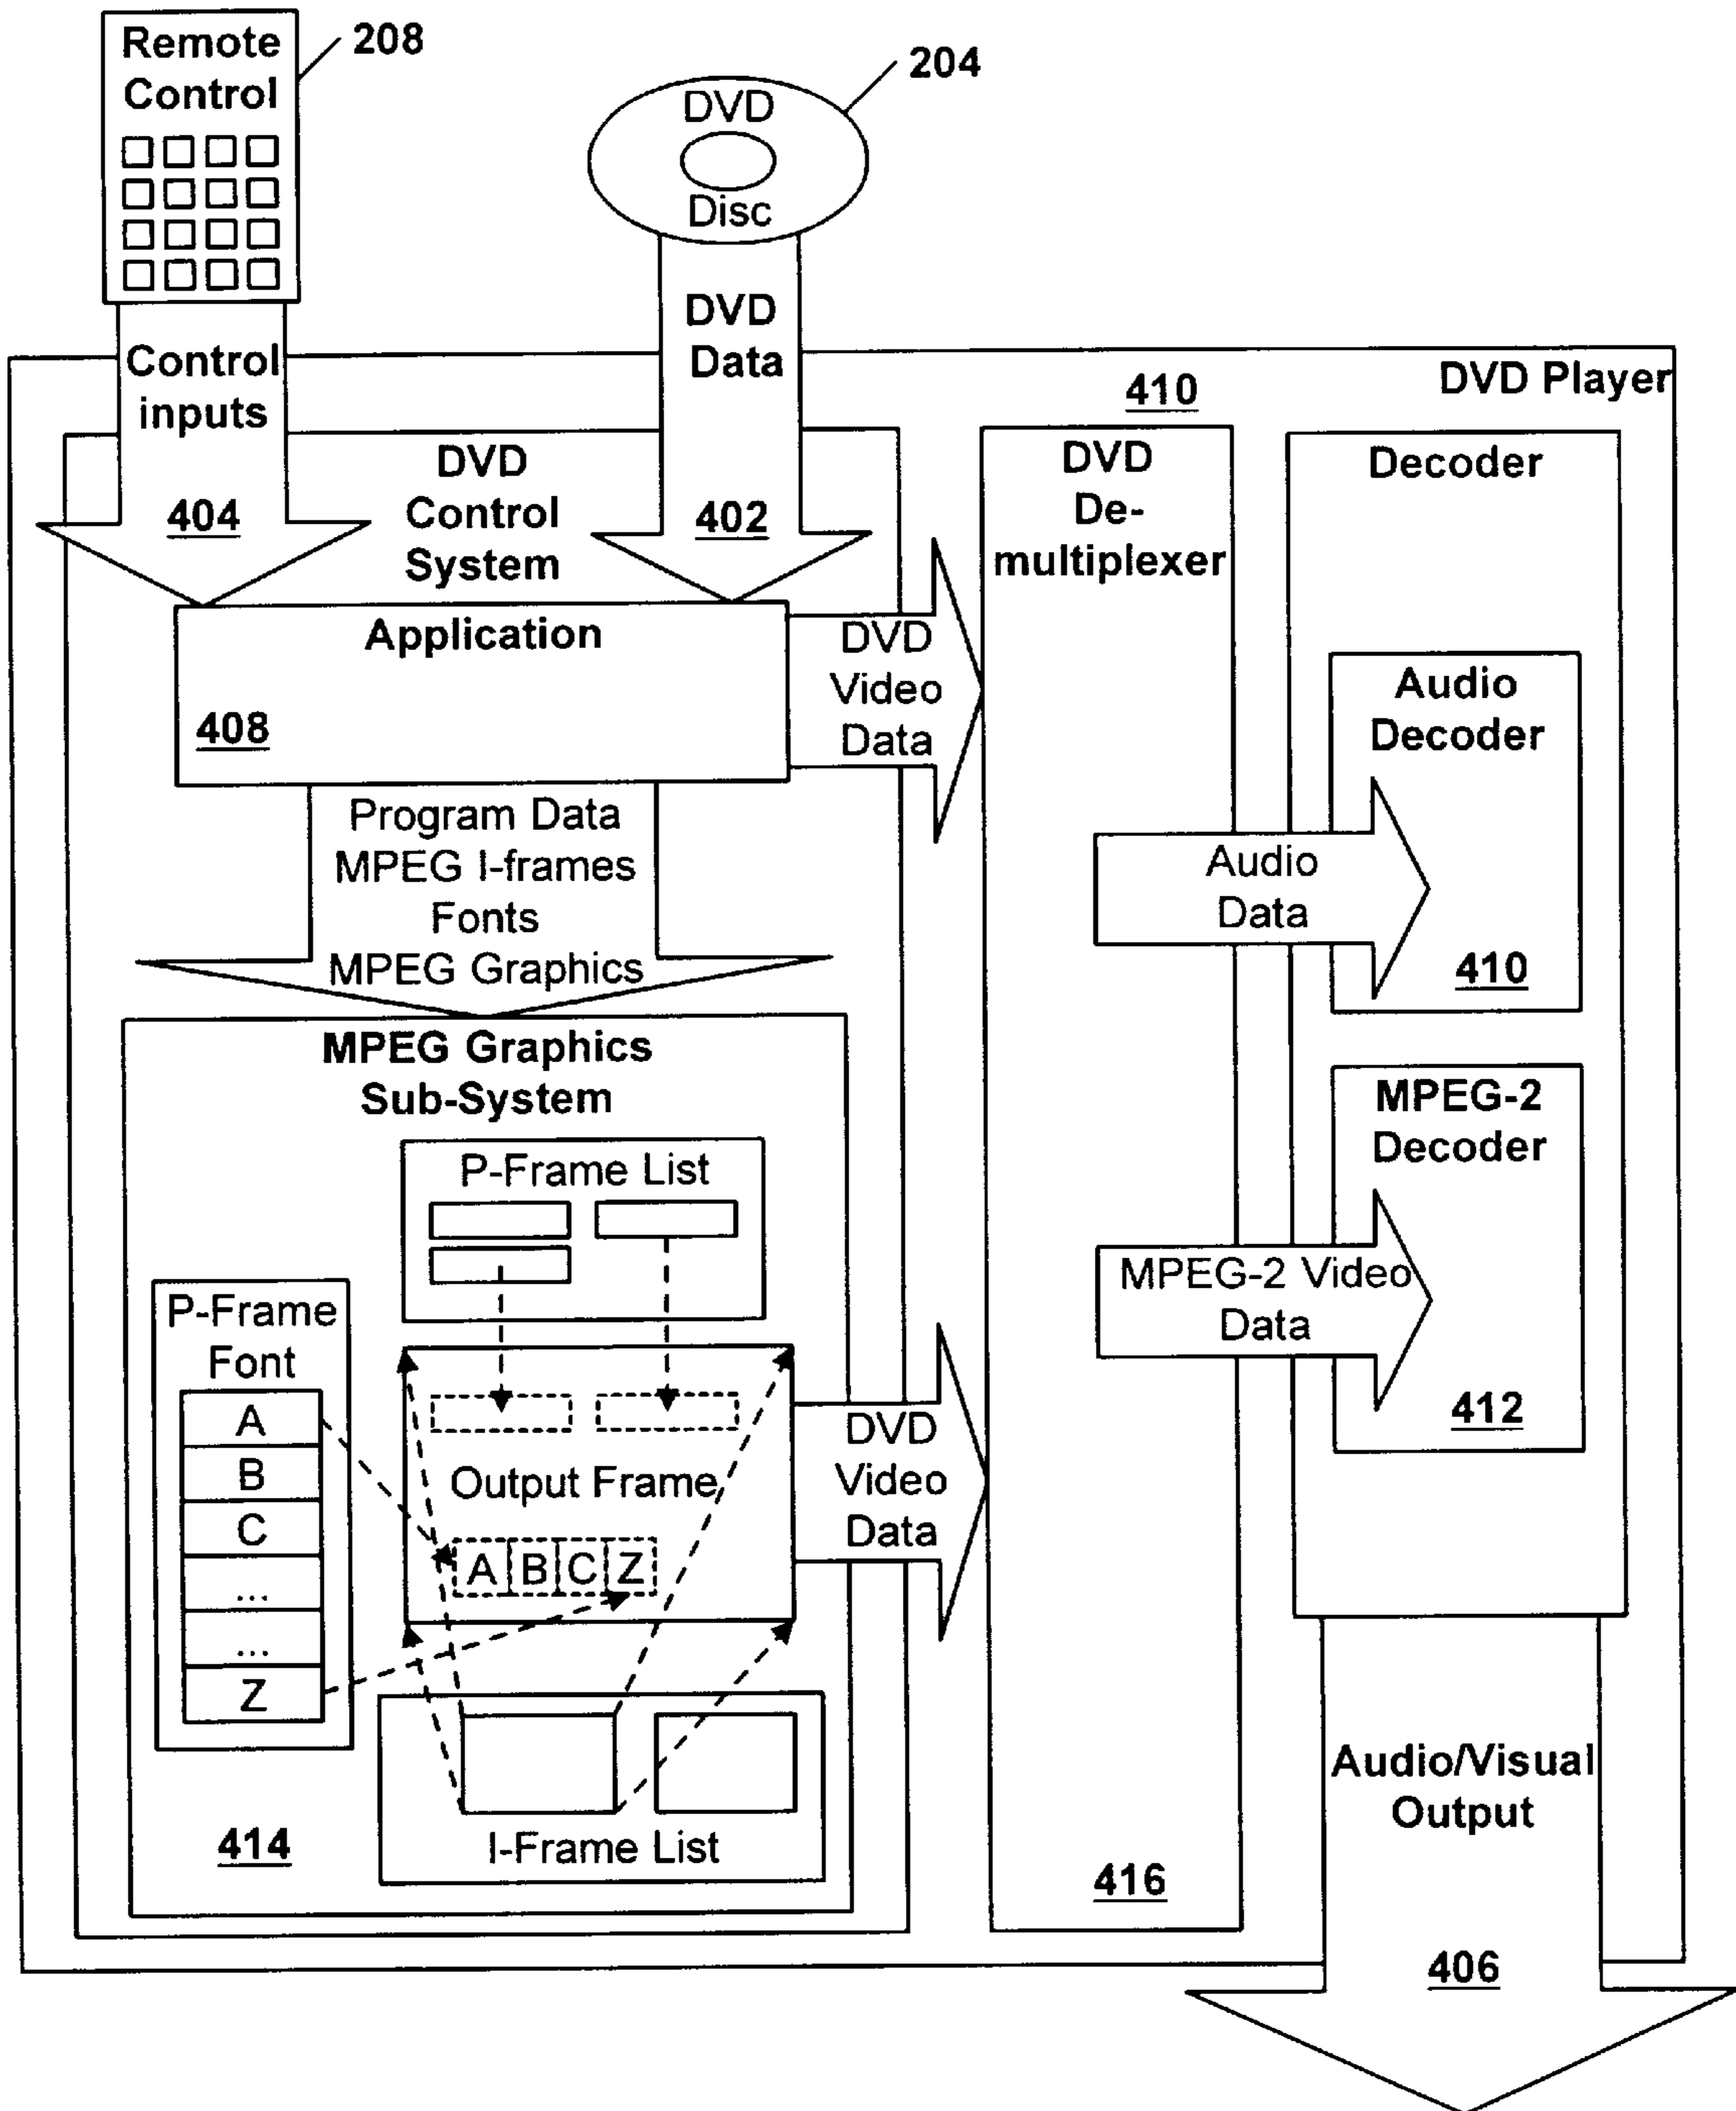 Remote
Control
208
204
DVD
Disc
Control
inputs
404
DVD
Data
402
DVD Player
410
DVD
Control
System
Application
408
DVD
Video
Data
DVD
De-
multiplexer
Decoder
Audio
Decoder
Audio
Data
410
Program Data
MPEG I-frames
Fonts
MPEG Graphics
MPEG Graphics
Sub-System
P-Frame List
P-Frame
Font
A
B
C
...
...
Z
Output Frame
A B C Z
I-Frame List
414
DVD
Video
Data
MPEG-2
Decoder
MPEG-2 Video
Data
412
416
Audio/Visual
Output
406